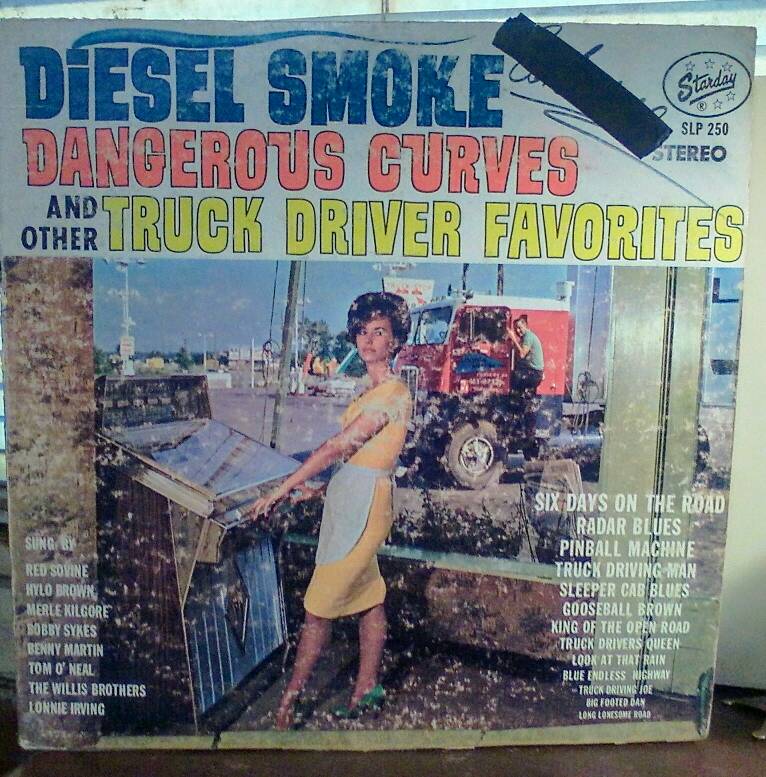 DIESEL SMOKE
DANGEROUS CURVES
AND OTHER TRUCK DRIVER FAVORITES
Starday ®
SLP 250
STEREO
SUNG BY
RED SOVINE
HYLO BROWN
MERLE KILGORE
BOBBY SYKES
BENNY MARTIN
TOM O' NEAL
THE WILLIS BROTHERS
LONNIE IRVING
SIX DAYS ON THE ROAD
RADAR BLUES
PINBALL MACHINE
TRUCK DRIVING MAN
SLEEPER CAB BLUES
GOOSEBALL BROWN
KING OF THE OPEN ROAD
TRUCK DRIVERS QUEEN
LOOK AT THAT RAIN
BLUE ENDLESS HIGHWAY
TRUCK DRIVING JOE
BIG FOOTED DAN
LONG LONESOME ROAD